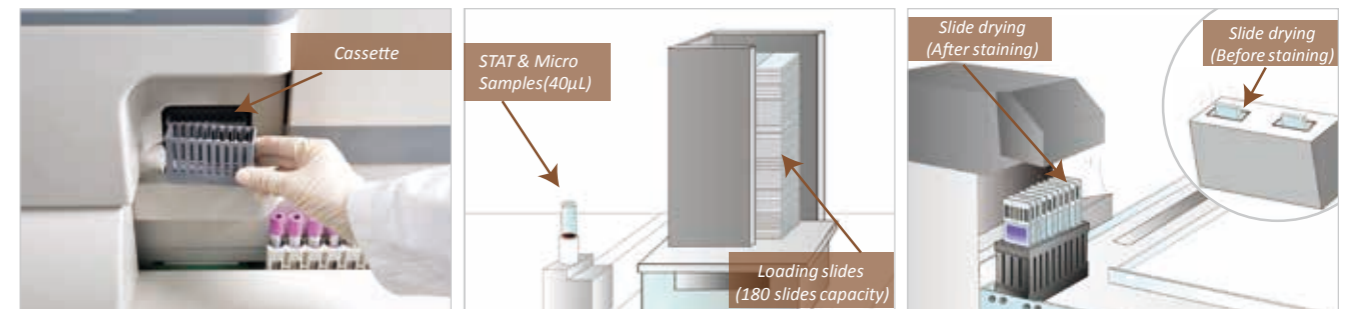 Cassette
STAT & Micro
Samples(40μL)
Loading slides
(180 slides capacity)
Slide drying
(After staining)
Slide drying
(Before staining)